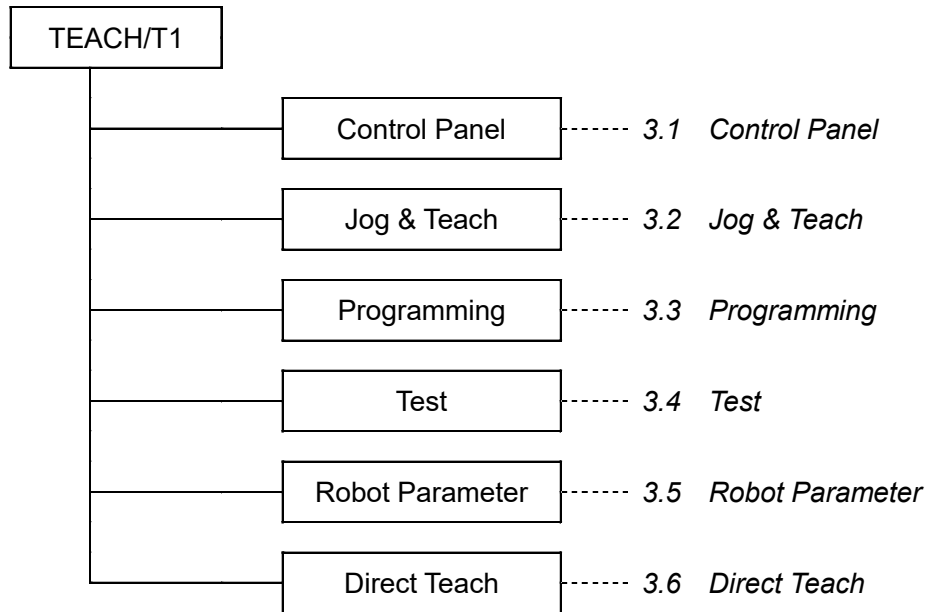 TEACH/T1
Control Panel 3.1 Control Panel
Jog & Teach 3.2 Jog & Teach
Programming 3.3 Programming
Test 3.4 Test
Robot Parameter 3.5 Robot Parameter
Direct Teach 3.6 Direct Teach